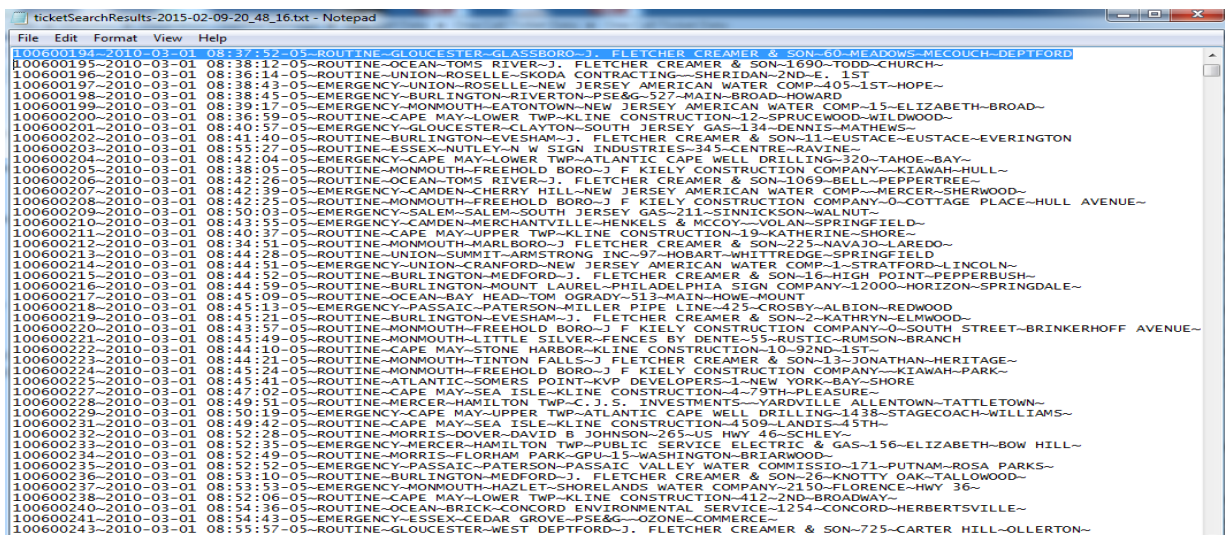 ticketSearchResults-2015-02-09-20_48_16.txt - Notepad
File Edit Format View Help
100600194~2010-03-01 08:37:52-05~ROUTINE~GLOUCESTER~GLASSBORO~J. FLETCHER CREAMER & SON~60~MEADOWS~MECOUCH~DEPTFORD
100600195~2010-03-01 08:38:12-05~ROUTINE~OCEAN~TOMS RIVER~J. FLETCHER CREAMER & SON~1690~TODD~CHURCH~
100600196~2010-03-01 08:36:14-05~ROUTINE~UNION~ROSELLE~SKODA CONTRACTING~~SHERIDAN~2ND~E. 1ST
100600197~2010-03-01 08:38:43-05~EMERGENCY~UNION~ROSELLE~NEW JERSEY AMERICAN WATER COMP~405~1ST~HOPE~
100600198~2010-03-01 08:38:45-05~EMERGENCY~BURLINGTON~RIVERTON~PSE&G~527~MAIN~BROAD~HOWARD
100600199~2010-03-01 08:39:17-05~EMERGENCY~MONMOUTH~EATONTOWN~NEW JERSEY AMERICAN WATER COMP~15~ELIZABETH~BROAD~
100600200~2010-03-01 08:36:59-05~ROUTINE~CAPE MAY~LOWER TWP~KLINE CONSTRUCTION~12~SPRUCEWOOD~WILDWOOD~
100600201~2010-03-01 08:40:57-05~EMERGENCY~GLOUCESTER~CLAYTON~SOUTH JERSEY GAS~134~DENNIS~MATHEWS~
100600202~2010-03-01 08:41:40-05~ROUTINE~BURLINGTON~EVESHAM~J. FLETCHER CREAMER & SON~11~EUSTACE~EUSTACE~EVERINGTON
100600203~2010-03-01 08:55:27-05~ROUTINE~ESSEX~NUTLEY~N W SIGN INDUSTRIES~345~CENTRE~RAVINE~
100600204~2010-03-01 08:42:04-05~EMERGENCY~CAPE MAY~LOWER TWP~ATLANTIC CAPE WELL DRILLING~320~TAHOE~BAY~
100600205~2010-03-01 08:38:05-05~ROUTINE~MONMOUTH~FREEHOLD BORO~J F KIELY CONSTRUCTION COMPANY~~KIAWAH~HULL~
100600206~2010-03-01 08:42:26-05~ROUTINE~OCEAN~TOMS RIVER~J. FLETCHER CREAMER & SON~1069~BELL~PEPPERTREE~
100600207~2010-03-01 08:42:39-05~EMERGENCY~CAMDEN~CHERRY HILL~NEW JERSEY AMERICAN WATER COMP~~MERCER~SHERWOOD~
100600208~2010-03-01 08:42:25-05~ROUTINE~MONMOUTH~FREEHOLD BORO~J F KIELY CONSTRUCTION COMPANY~0~COTTAGE PLACE~HULL AVENUE~
100600209~2010-03-01 08:50:03-05~EMERGENCY~SALEM~SALEM~SOUTH JERSEY GAS~211~SINNICKSON~WALNUT~
100600210~2010-03-01 08:43:55-05~EMERGENCY~CAMDEN~MERCHANTVILLE~HENKELS & MCCOY~~VOLAN~SPRINGFIELD~
100600211~2010-03-01 08:40:37-05~ROUTINE~CAPE MAY~UPPER TWP~KLINE CONSTRUCTION~19~KATHERINE~SHORE~
100600212~2010-03-01 08:34:51-05~ROUTINE~MONMOUTH~MARLBORO~J FLETCHER CREAMER & SON~225~NAVAJO~LAREDO~
100600213~2010-03-01 08:44:28-05~ROUTINE~UNION~SUMMIT~ARMSTRONG INC~97~HOBART~WHITTREDGE~SPRINGFIELD
100600214~2010-03-01 08:44:51-05~EMERGENCY~UNION~CRANFORD~NEW JERSEY AMERICAN WATER COMP~1~STRATFORD~LINCOLN~
100600215~2010-03-01 08:44:52-05~ROUTINE~BURLINGTON~MEDFORD~J. FLETCHER CREAMER & SON~16~HIGH POINT~PEPPERBUSH~
100600216~2010-03-01 08:44:59-05~ROUTINE~BURLINGTON~MOUNT LAUREL~PHILADELPHIA SIGN COMPANY~12000~HORIZON~SPRINGDALE~
100600217~2010-03-01 08:45:09-05~ROUTINE~OCEAN~BAY HEAD~TOM OGRADY~513~MAIN~HOWE~MOUNT
100600218~2010-03-01 08:45:13-05~EMERGENCY~PASSAIC~PATERSON~MILLER PIPE LINE~425~CROSBY~ALBION~REDWOOD
100600219~2010-03-01 08:45:21-05~ROUTINE~BURLINGTON~EVESHAM~J. FLETCHER CREAMER & SON~2~KATHRYN~ELMWOOD~
100600220~2010-03-01 08:43:57-05~ROUTINE~MONMOUTH~FREEHOLD BORO~J F KIELY CONSTRUCTION COMPANY~0~SOUTH STREET~BRINKERHOFF AVENUE~
100600221~2010-03-01 08:45:49-05~ROUTINE~MONMOUTH~LITTLE SILVER~FENCES BY DENTE~55~RUSTIC~RUMSON~BRANCH
100600222~2010-03-01 08:44:10-05~ROUTINE~CAPE MAY~STONE HARBOR~KLINE CONSTRUCTION~10~92ND~1ST~
100600223~2010-03-01 08:44:21-05~ROUTINE~MONMOUTH~TINTON FALLS~J FLETCHER CREAMER & SON~13~JONATHAN~HERITAGE~
100600224~2010-03-01 08:45:24-05~ROUTINE~MONMOUTH~FREEHOLD BORO~J F KIELY CONSTRUCTION COMPANY~~KIAWAH~PARK~
100600225~2010-03-01 08:45:41-05~ROUTINE~ATLANTIC~SOMERS POINT~KVP DEVELOPERS~1~NEW YORK~BAY~SHORE
100600227~2010-03-01 08:47:02-05~ROUTINE~CAPE MAY~SEA ISLE~KLINE CONSTRUCTION~4~79TH~PLEASURE~
100600228~2010-03-01 08:49:51-05~ROUTINE~MERCER~HAMILTON TWP~C.J.S. INVESTMENTS~~YARDVILLE ALLENTOWN~TATTLETOWN~
100600229~2010-03-01 08:50:19-05~EMERGENCY~CAPE MAY~UPPER TWP~ATLANTIC CAPE WELL DRILLING~1438~STAGECOACH~WILLIAMS~
100600231~2010-03-01 08:49:42-05~ROUTINE~CAPE MAY~SEA ISLE~KLINE CONSTRUCTION~4509~LANDIS~45TH~
100600232~2010-03-01 08:52:28-05~ROUTINE~MORRIS~DOVER~DAVID B JOHNSON~265~US HWY 46~SCHLEY~
100600233~2010-03-01 08:52:35-05~EMERGENCY~MERCER~HAMILTON TWP~PUBLIC SERVICE ELECTRIC & GAS~156~ELIZABETH~BOW HILL~
100600234~2010-03-01 08:52:49-05~ROUTINE~MORRIS~FLORHAM PARK~GPU~15~WASHINGTON~BRIARWOOD~
100600235~2010-03-01 08:52:52-05~EMERGENCY~PASSAIC~PATERSON~PASSAIC VALLEY WATER COMMISSIO~171~PUTNAM~ROSA PARKS~
100600236~2010-03-01 08:53:10-05~ROUTINE~BURLINGTON~MEDFORD~J. FLETCHER CREAMER & SON~26~KNOTTY OAK~TALLOWOOD~
100600237~2010-03-01 08:53:53-05~EMERGENCY~MONMOUTH~HAZLET~SHORELANDS WATER COMPANY~2150~FLORENCE~HWY 36~
100600238~2010-03-01 08:52:06-05~ROUTINE~CAPE MAY~LOWER TWP~KLINE CONSTRUCTION~412~2ND~BROADWAY~
100600240~2010-03-01 08:54:36-05~ROUTINE~OCEAN~BRICK~CONCORD ENVIRONMENTAL SERVICE~1254~CONCORD~HERBERTSVILLE~
100600241~2010-03-01 08:54:43-05~EMERGENCY~ESSEX~CEDAR GROVE~PSE&G~~OZONE~COMMERCE~
100600243~2010-03-01 08:55:57-05~ROUTINE~GLOUCESTER~WEST DEPTFORD~J. FLETCHER CREAMER & SON~725~CARTER HILL~OLLERTON~